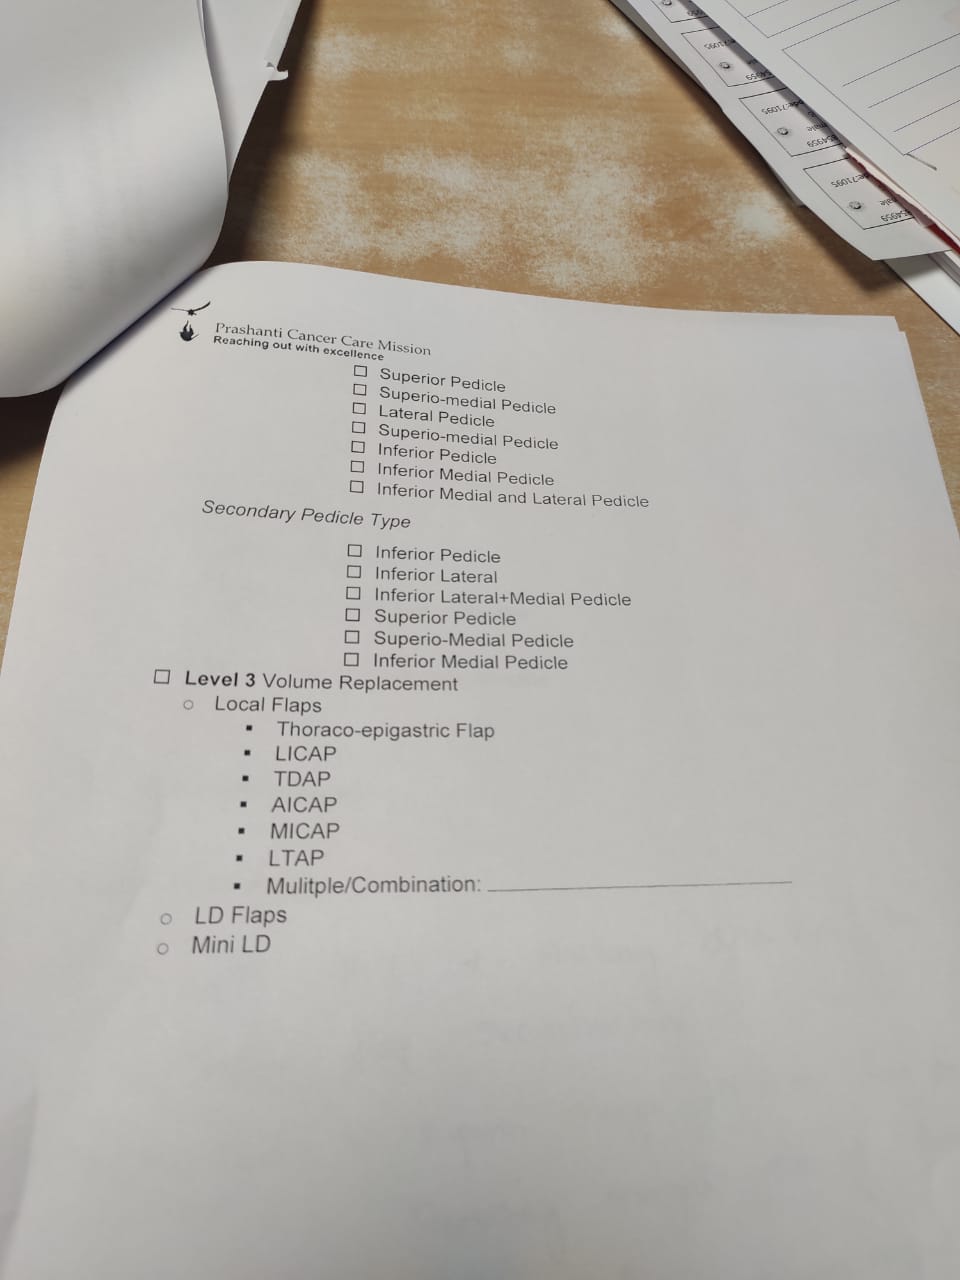 Prashanti Cancer Care Mission
Reaching out with excellence
☐ Superior Pedicle
☐ Superio-medial Pedicle
☐ Lateral Pedicle
☐ Superio-medial Pedicle
☐ Inferior Pedicle
☐ Inferior Medial Pedicle
☐ Inferior Medial and Lateral Pedicle
Secondary Pedicle Type
☐ Inferior Pedicle
☐ Inferior Lateral
☐ Inferior Lateral+Medial Pedicle
☐ Superior Pedicle
☐ Superio-Medial Pedicle
☐ Inferior Medial Pedicle
☐ Level 3 Volume Replacement
○ Local Flaps
▪ Thoraco-epigastric Flap
▪ LICAP
▪ TDAP
▪ AICAP
▪ MICAP
▪ LTAP
▪ Mulitple/Combination: ____________________
○ LD Flaps
○ Mini LD